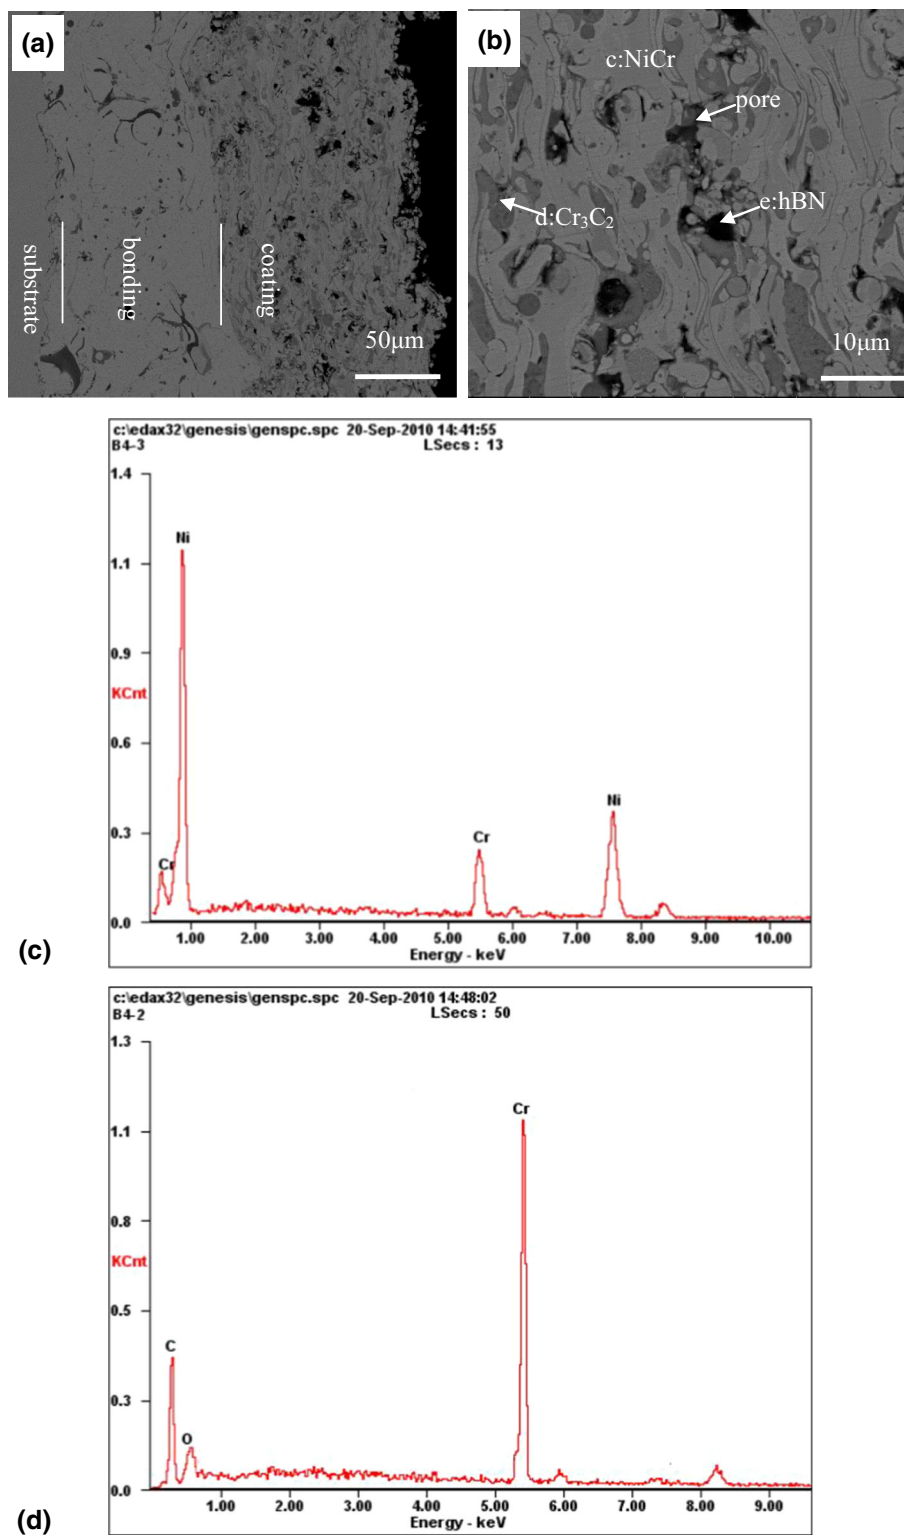 (a)
substrate
bonding
coating
50μm
(b)
c:NiCr
pore
e:hBN
d:Cr₃C₂
10μm
c:\edax32\genesis\genspc.spc 20-Sep-2010 14:41:55
B4-3 LSecs : 13
1.4
Ni
1.1
0.9
KCnt
0.6
Ni
0.3
Cr
Cr
0.0
1.00 2.00 3.00 4.00 5.00 6.00 7.00 8.00 9.00 10.00
Energy - keV
(c)
c:\edax32\genesis\genspc.spc 20-Sep-2010 14:48:02
B4-2 LSecs : 50
1.3
Cr
1.1
0.8
KCnt
0.5
C
0.3
O
0.0
1.00 2.00 3.00 4.00 5.00 6.00 7.00 8.00 9.00
Energy - keV
(d)